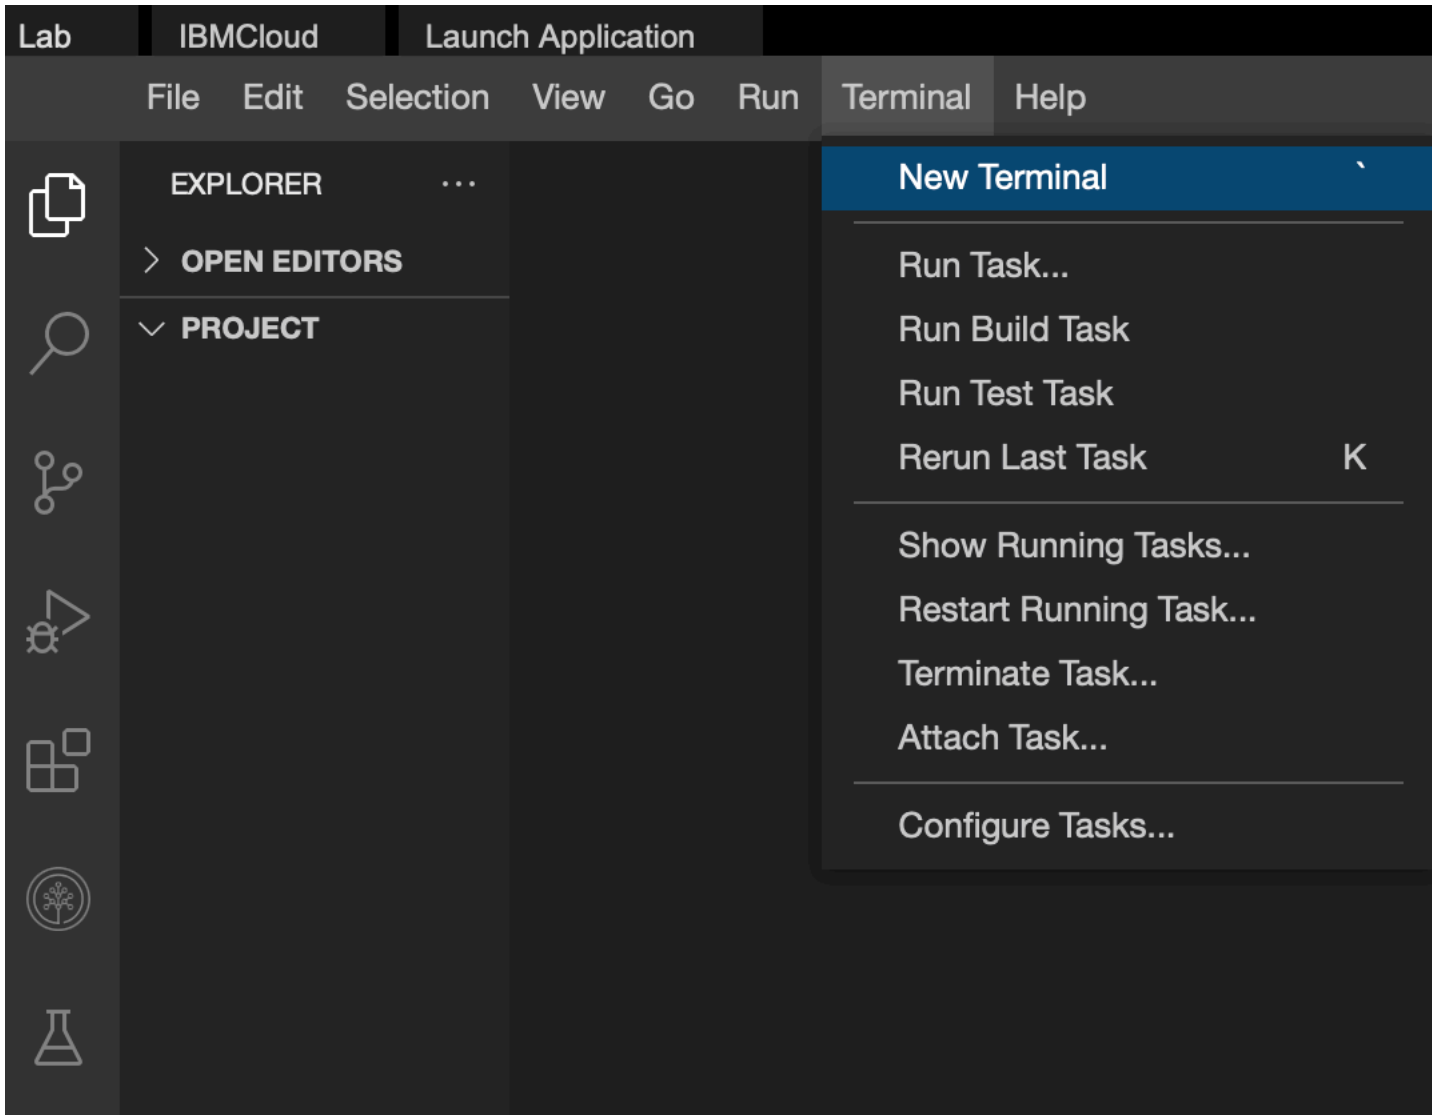 Lab IBMCloud Launch Application
File Edit Selection View Go Run Terminal Help
EXPLORER ...
OPEN EDITORS
PROJECT
New Terminal `
Run Task...
Run Build Task
Run Test Task
Rerun Last Task K
Show Running Tasks...
Restart Running Task...
Terminate Task...
Attach Task...
Configure Tasks...